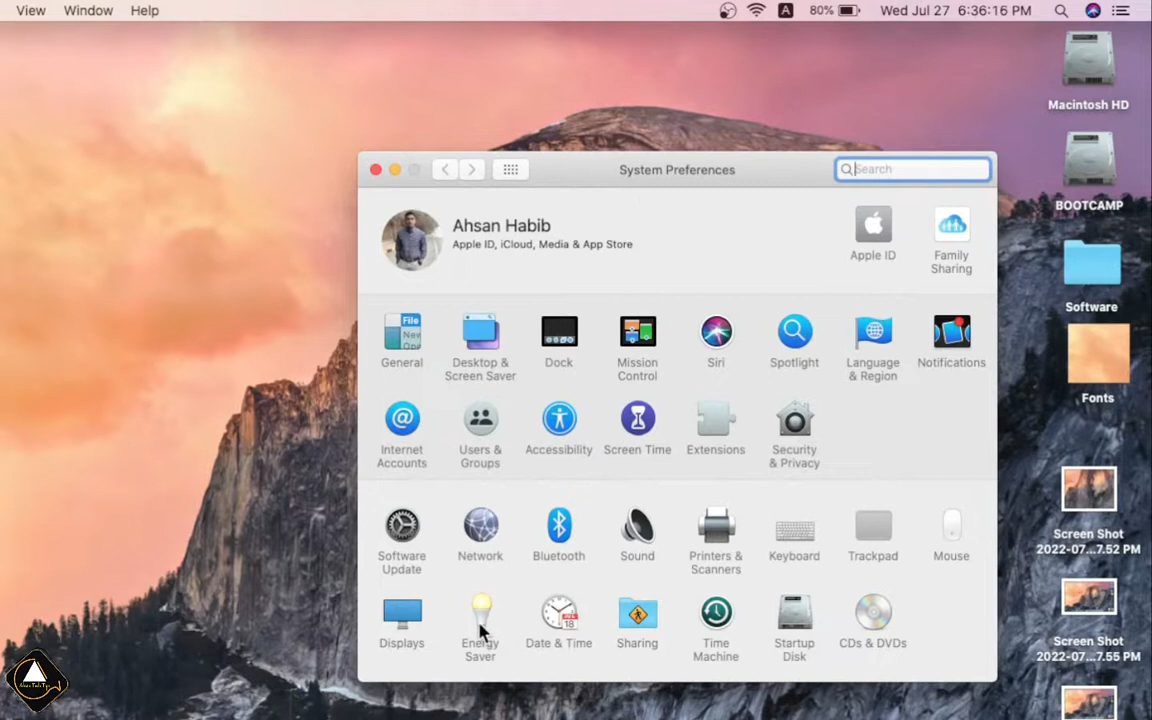 View Window Help
A 80% Wed Jul 27 6:36:16 PM
Macintosh HD
BOOTCAMP
Software
Fonts
Screen Shot
2022-07...7.52 PM
Screen Shot
2022-07...7.55 PM
System Preferences
Search
Ahsan Habib
Apple ID, iCloud, Media & App Store
Apple ID
Family
Sharing
File
New
General
Desktop &
Screen Saver
Dock
Mission
Control
Siri
Spotlight
Language
& Region
Notifications
Internet
Accounts
Users &
Groups
Accessibility
Screen Time
Extensions
Security
& Privacy
Software
Update
Network
Bluetooth
Sound
Printers &
Scanners
Keyboard
Trackpad
Mouse
Displays
Energy
Saver
18
Date & Time
Sharing
Time
Machine
Startup
Disk
CDs & DVDs